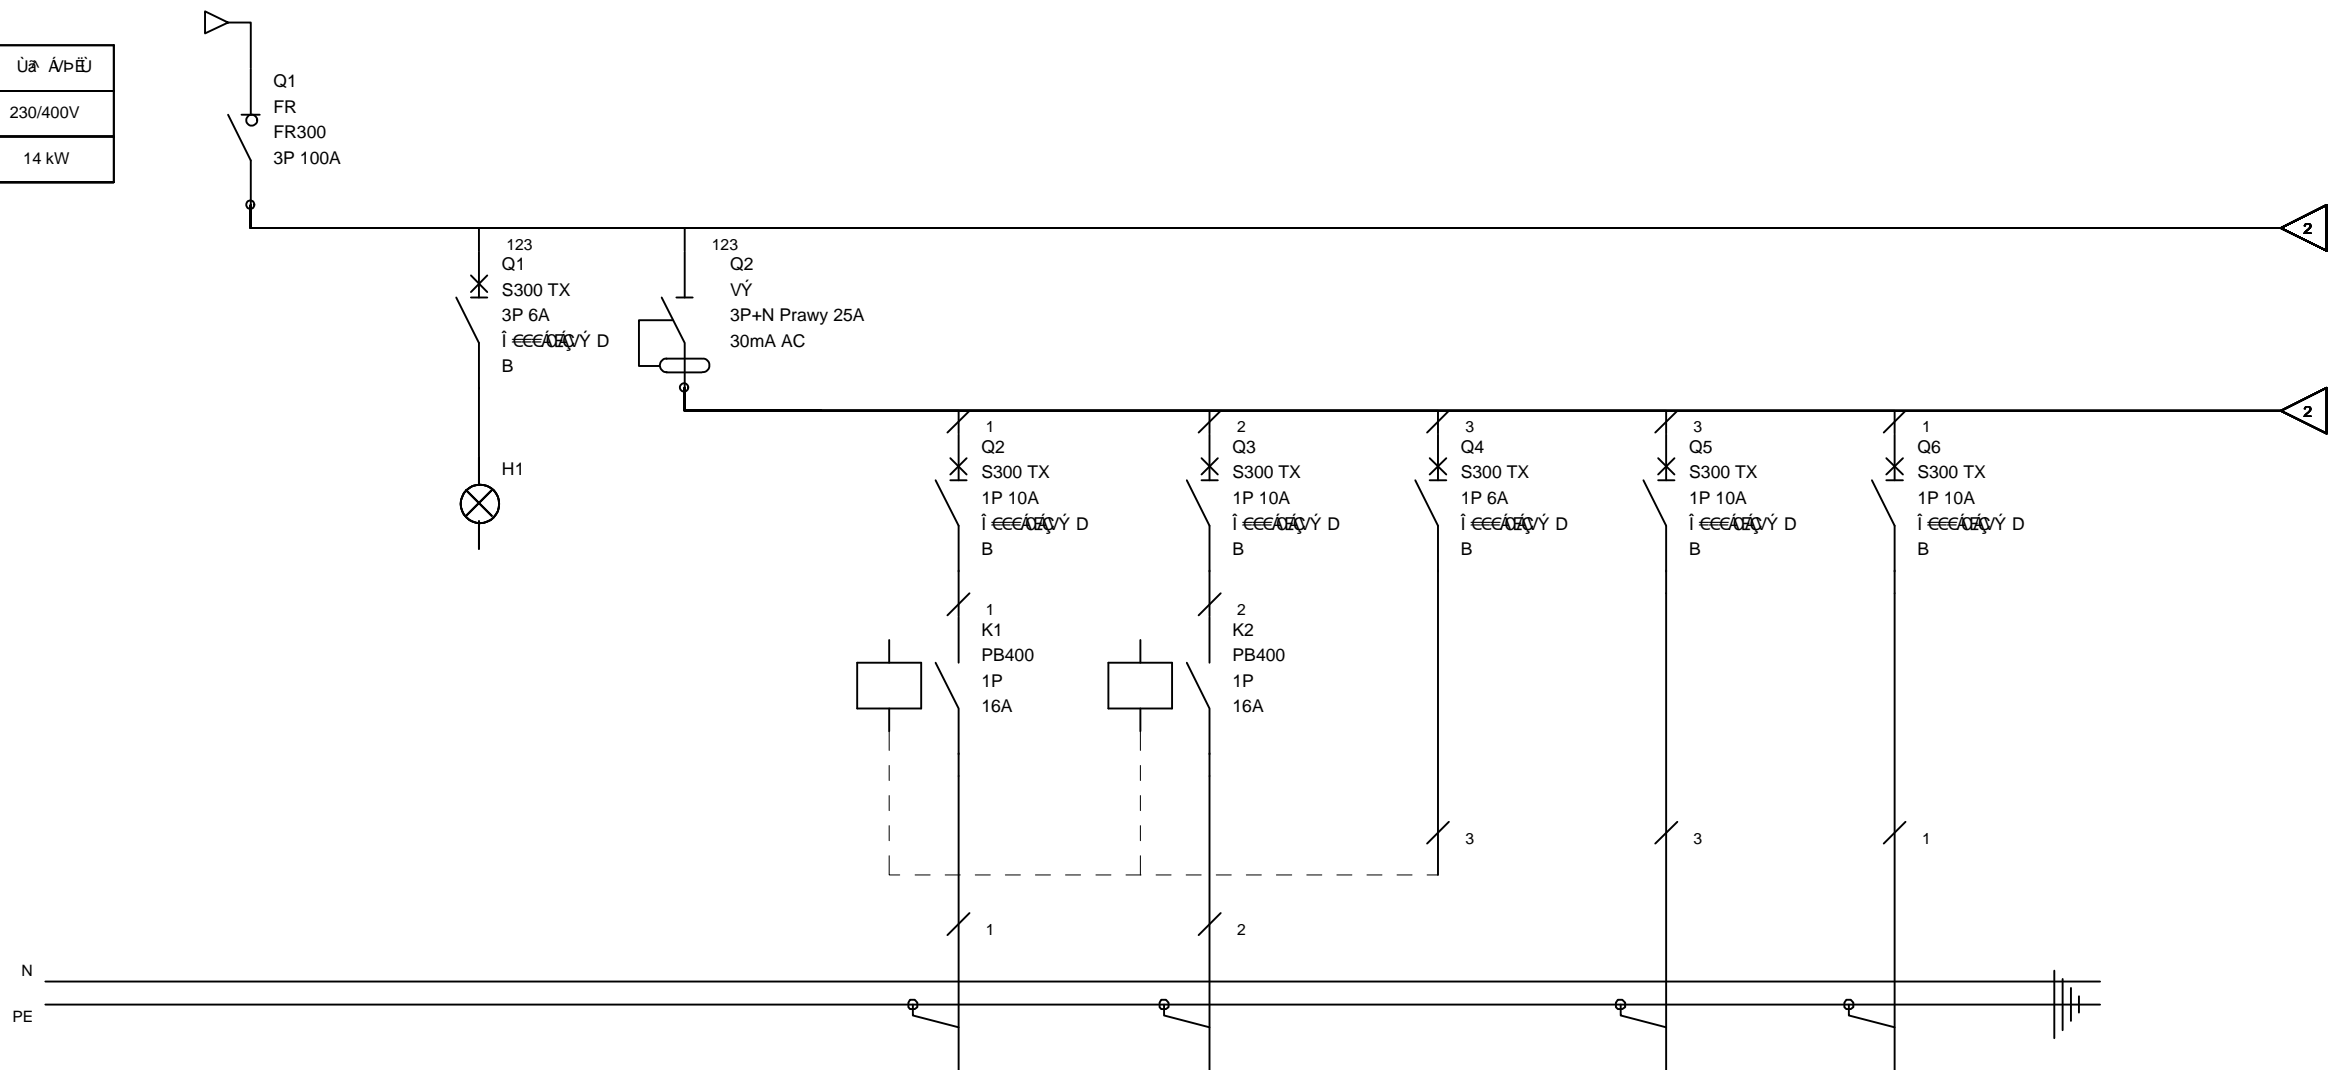 230/400V
14 kW
Q1
FR
FR300
3P 100A
2
123
Q1
S300 TX
3P 6A
B
123
Q2
VÝ
3P+N Prawy 25A
30mA AC
2
H1
1
Q2
S300 TX
1P 10A
B
2
Q3
S300 TX
1P 10A
B
3
Q4
S300 TX
1P 6A
B
3
Q5
S300 TX
1P 10A
B
1
Q6
S300 TX
1P 10A
B
1
K1
PB400
1P
16A
2
K2
PB400
1P
16A
3
3
1
1
2
N
PE